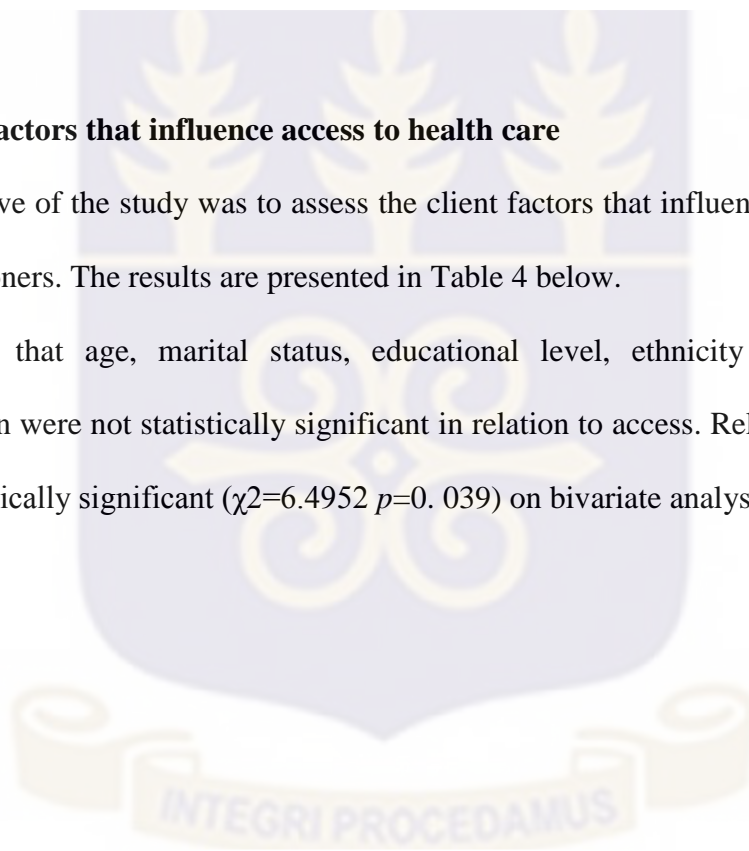 actors that influence access to health care
ve of the study was to assess the client factors that influen
oners. The results are presented in Table 4 below.
that age, marital status, educational level, ethnicity
n were not statistically significant in relation to access. Rel
ically significant (χ2=6.4952 p=0. 039) on bivariate analys
INTEGRI PROCEDAMUS